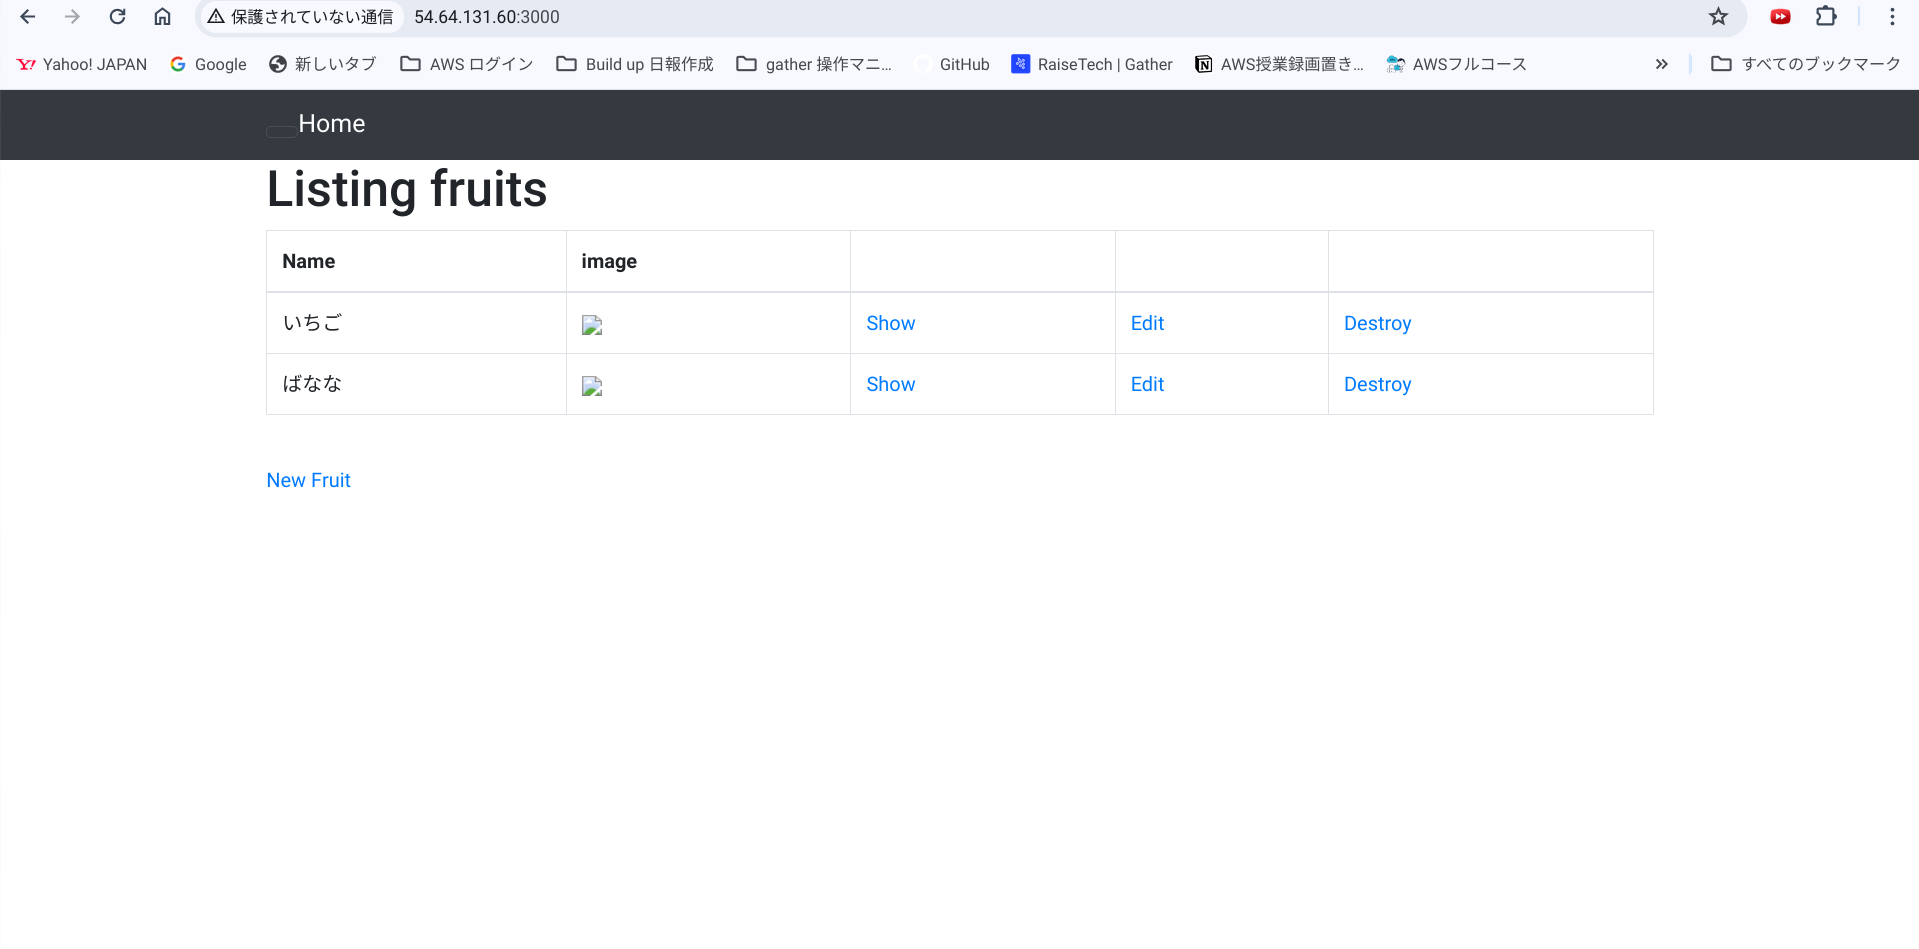 保護されていない通信 54.64.131.60:3000
Yahoo! JAPAN Google 新しいタブ AWS ログイン Build up 日報作成 gather 操作マニ... GitHub RaiseTech | Gather AWS授業録画置き... AWSフルコース » すべてのブックマーク
Home
Listing fruits
Name image
いちご Show Edit Destroy
ばなな Show Edit Destroy
New Fruit